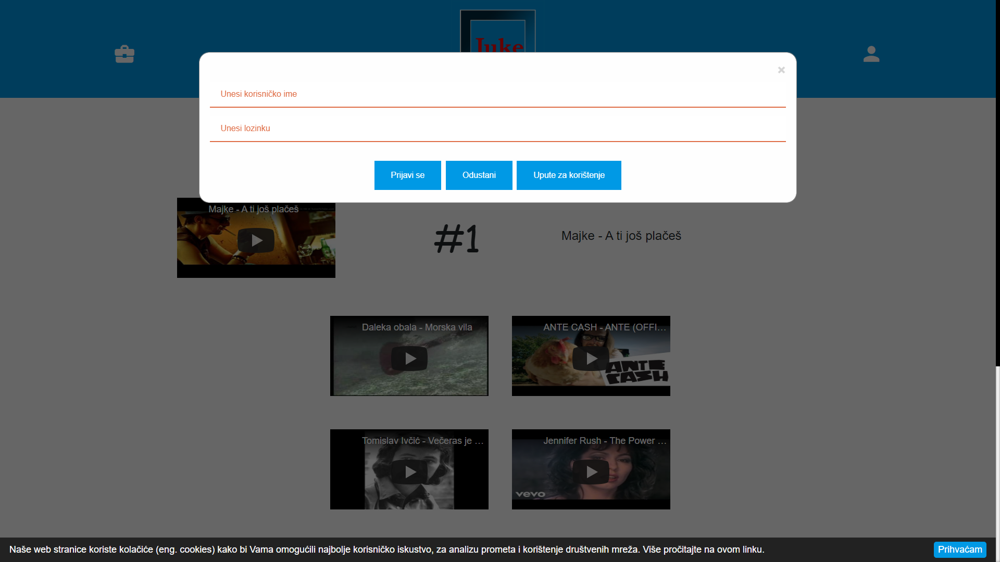 Juke
×
Unesi korisničko ime
Unesi lozinku
Prijavi se
Odustani
Upute za korištenje
Majke - A ti još plačeš
#1
Majke - A ti još plačeš
Daleka obala - Morska vila
ANTE CASH - ANTE (OFFI...
ANTE
CASH
Tomislav Ivčić - Večeras je ...
Jennifer Rush - The Power ...
vevo
Naše web stranice koriste kolačiće (eng. cookies) kako bi Vama omogućili najbolje korisničko iskustvo, za analizu prometa i korištenje društvenih mreža. Više pročitajte na ovom linku.
Prihvaćam